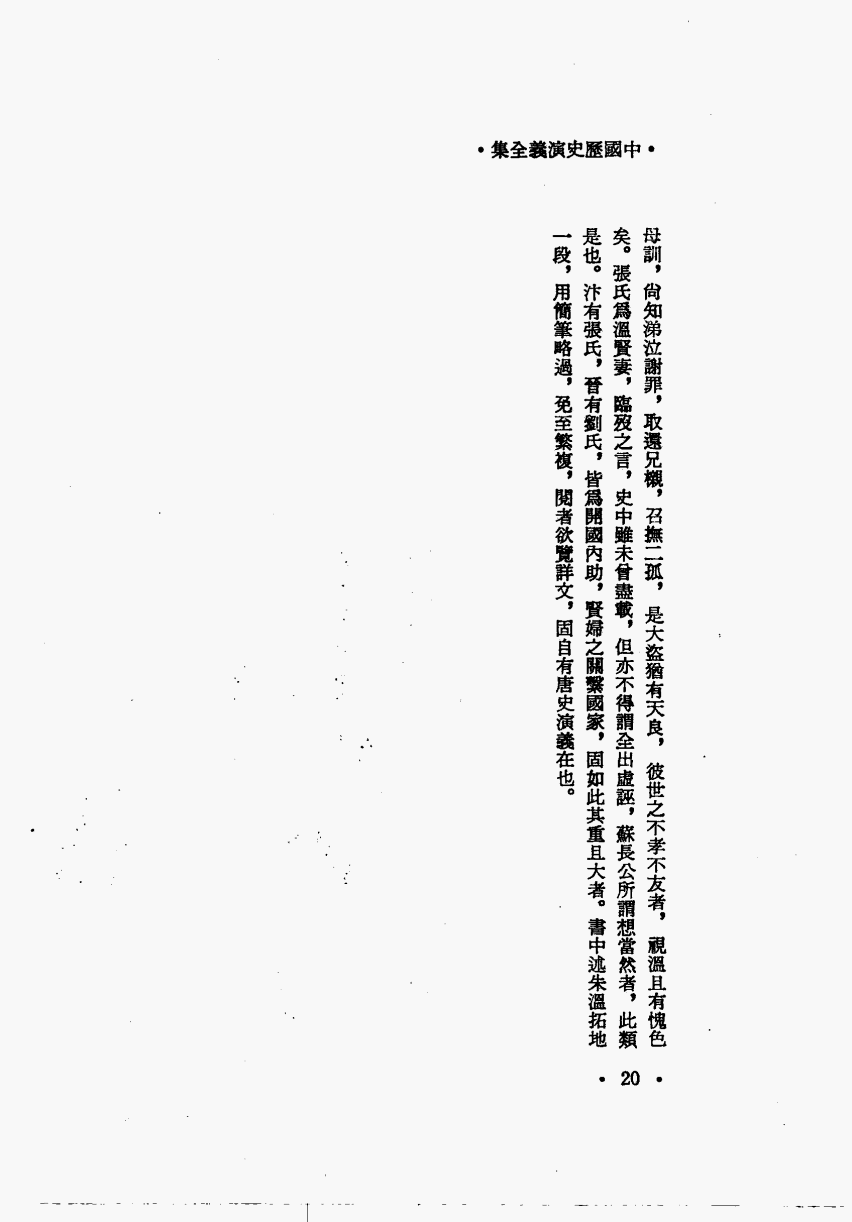 ·中國歷史演義全集·
母訓，尙知涕泣謝罪，取還兄櫬，召撫二孤，是大盜猶有天良，彼世之不孝不友者，視溫且有愧色
矣。張氏爲溫賢妻，臨歿之言，史中雖未曾盡載，但亦不得謂全出虛誣，蘇長公所謂想當然者，此類
是也。汴有張氏，晉有劉氏，皆爲開國內助，賢婦之關繫國家，固如此其重且大者。書中述朱溫拓地
一段，用簡筆略過，免至繁複，閱者欲覽詳文，固自有唐史演義在也。
· 20 ·